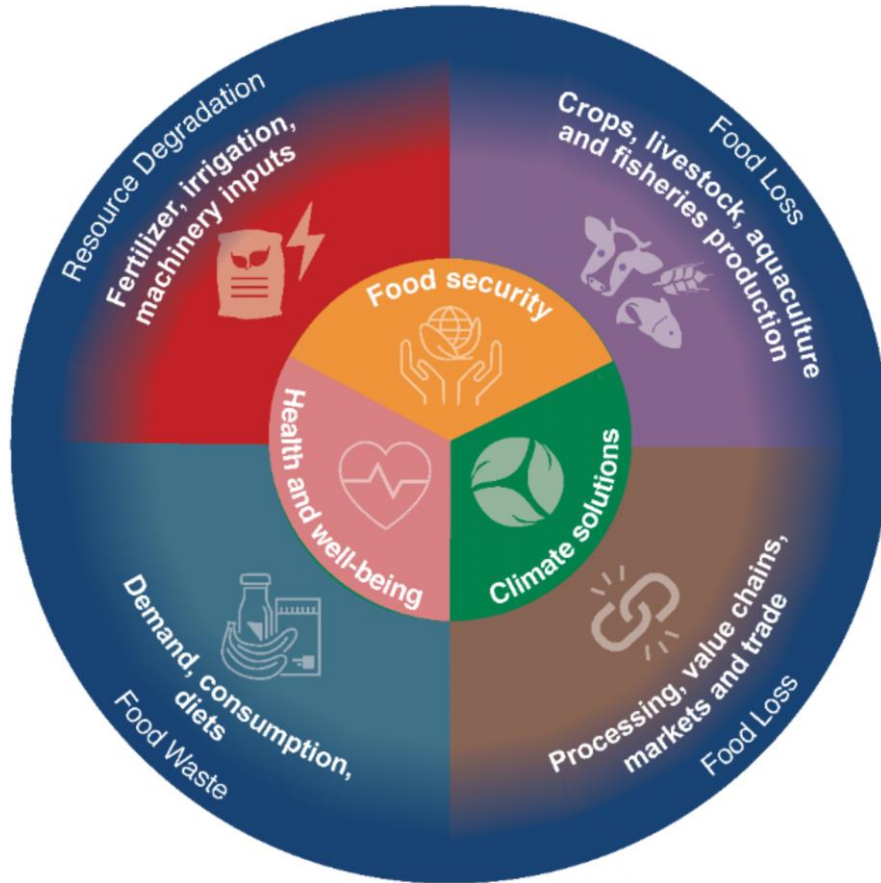 Resource Degradation
Fertilizer, irrigation,
machinery inputs
Food Loss
Crops, livestock, aquaculture
and fisheries production
Food security
Health and well-being
Climate solutions
Demand, consumption,
diets
Food Waste
Processing, value chains,
markets and trade
Food Loss